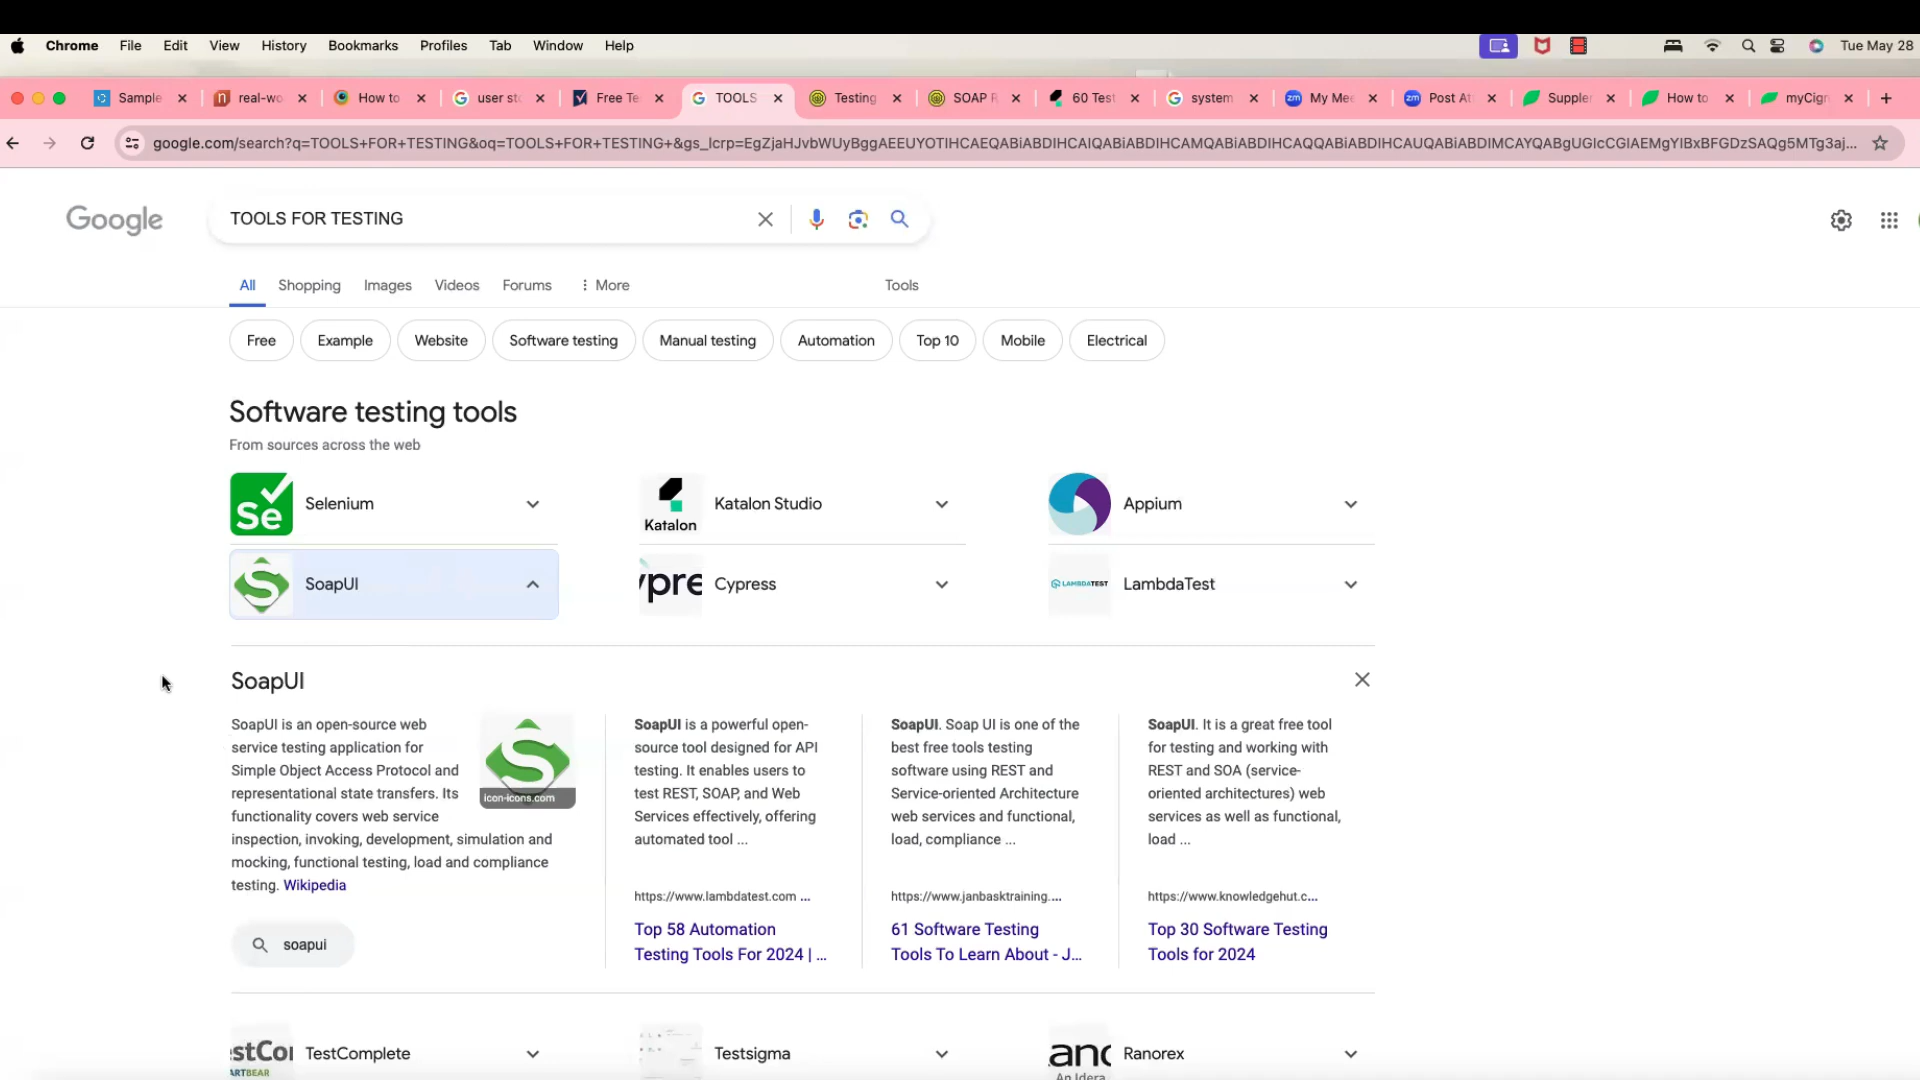 Chrome File Edit View History Bookmarks Profiles Tab Window Help Tue May 28
Sample real-wo How to user sto Free Te TOOLS Testing SOAP R 60 Test system My Mee Post At Suppler How to myCign
google.com/search?q=TOOLS+FOR+TESTING&oq=TOOLS+FOR+TESTING+&gs_lcrp=EgZjaHJvbWUyBggAEEUYOTIHCAEQABiABDIHCAIQABiABDIHCAMQABiABDIHCAQQABiABDIHCAUQABiABDIMCAYQABgUGIcCGIAEMgYIBxBFGDzSAQg5MTg3aj...
Google
TOOLS FOR TESTING
All Shopping Images Videos Forums More Tools
Free Example Website Software testing Manual testing Automation Top 10 Mobile Electrical
Software testing tools
From sources across the web
Se Selenium
Katalon Katalon Studio
Appium
SoapUI
ypre Cypress
LAMBDATEST LambdaTest
SoapUI
SoapUI is an open-source web
service testing application for
Simple Object Access Protocol and
representational state transfers. Its
functionality covers web service
inspection, invoking, development, simulation and
mocking, functional testing, load and compliance
testing. Wikipedia
icon-icons.com
soapui
SoapUI is a powerful open-
source tool designed for API
testing. It enables users to
test REST, SOAP, and Web
Services effectively, offering
automated tool ...
https://www.lambdatest.com ...
Top 58 Automation
Testing Tools For 2024 | ...
SoapUI. Soap UI is one of the
best free tools testing
software using REST and
Service-oriented Architecture
web services and functional,
load, compliance ...
https://www.janbasktraining....
61 Software Testing
Tools To Learn About - J...
SoapUI. It is a great free tool
for testing and working with
REST and SOA (service-
oriented architectures) web
services as well as functional,
load ...
https://www.knowledgehut.c...
Top 30 Software Testing
Tools for 2024
stCor
ARTBEAR
TestComplete
Testsigma
anc
An Idera
Ranorex